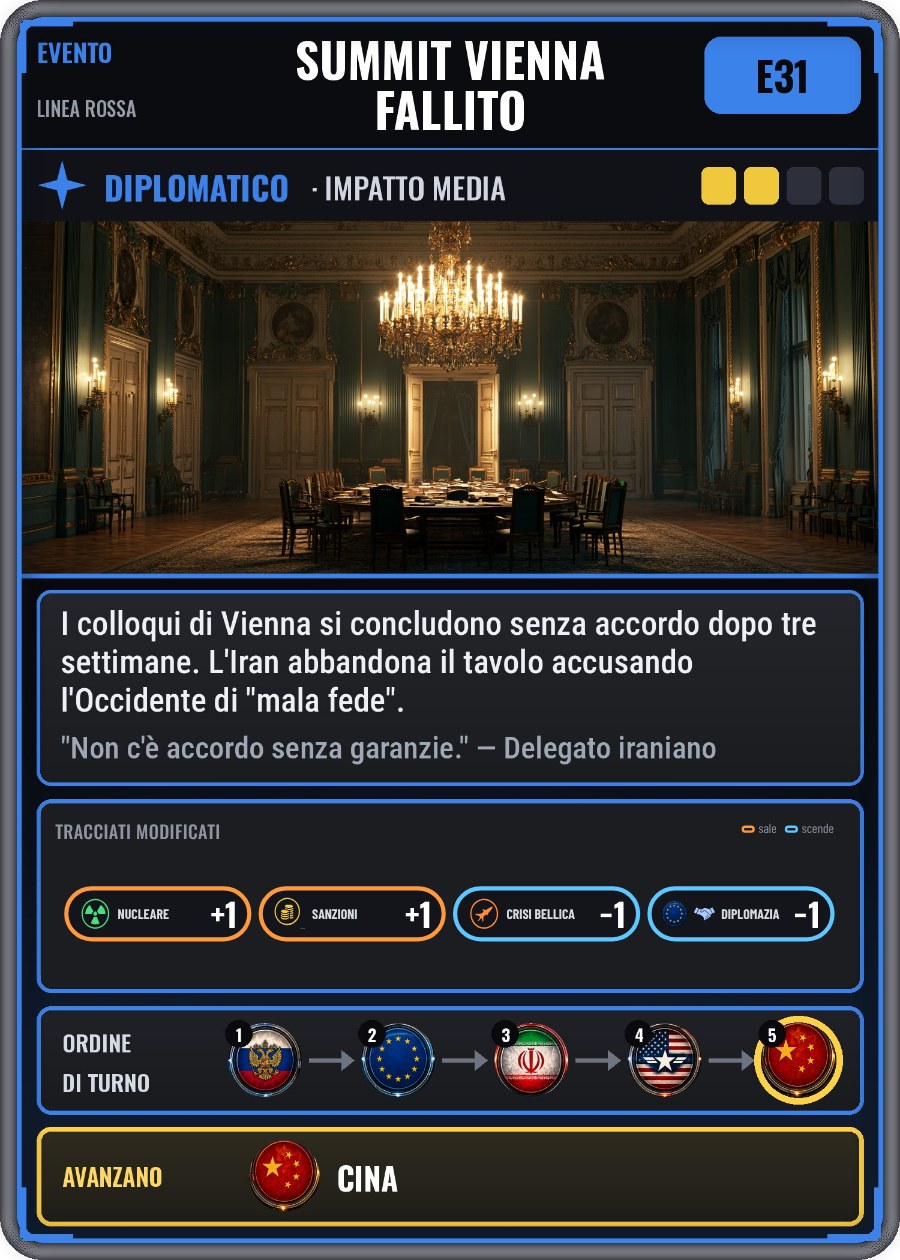 EVENTO
LINEA ROSSA
SUMMIT VIENNA
FALLITO
E31
DIPLOMATICO · IMPATTO MEDIA
I colloqui di Vienna si concludono senza accordo dopo tre
settimane. L'Iran abbandona il tavolo accusando
l'Occidente di "mala fede".
"Non c'è accordo senza garanzie." — Delegato iraniano
TRACCIATI MODIFICATI
sale scende
NUCLEARE +1 SANZIONI +1 CRISI BELLICA −1 DIPLOMAZIA −1
ORDINE
DI TURNO
1 2 3 4 5
AVANZANO CINA